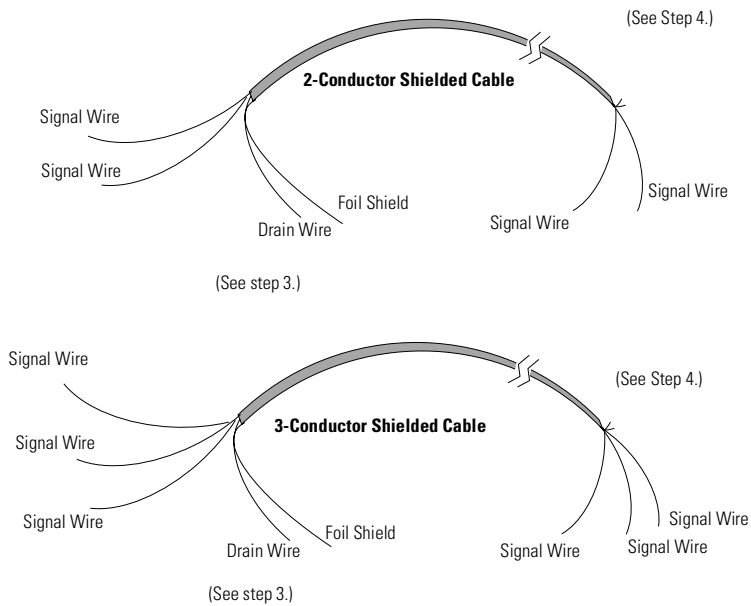 (See Step 4.)
2-Conductor Shielded Cable
Signal Wire
Signal Wire
Signal Wire
Foil Shield
Signal Wire
Drain Wire
(See step 3.)
Signal Wire
(See Step 4.)
3-Conductor Shielded Cable
Signal Wire
Signal Wire
Signal Wire
Foil Shield
Drain Wire
Signal Wire
Signal Wire
(See step 3.)